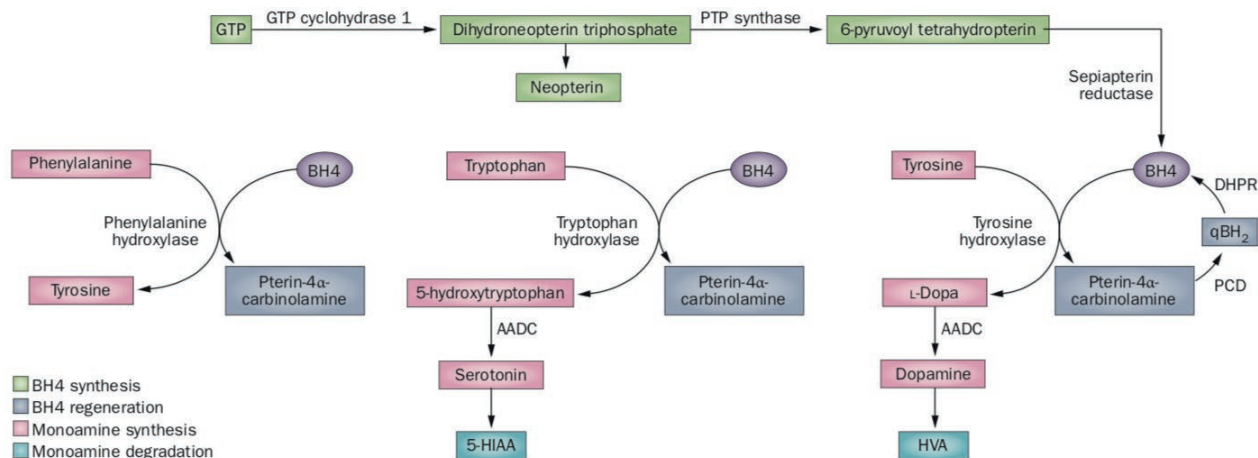 GTP
GTP cyclohydrase 1
Dihydroneopterin triphosphate
PTP synthase
6-pyruvoyl tetrahydropterin
Neopterin
Sepiapterin
reductase
Phenylalanine
BH4
Phenylalanine
hydroxylase
Tyrosine
Pterin-4α-
carbinolamine
Tryptophan
BH4
Tryptophan
hydroxylase
5-hydroxytryptophan
Pterin-4α-
carbinolamine
AADC
Serotonin
5-HIAA
Tyrosine
BH4
DHPR
qBH₂
PCD
Tyrosine
hydroxylase
L-Dopa
Pterin-4α-
carbinolamine
AADC
Dopamine
HVA
BH4 synthesis
BH4 regeneration
Monoamine synthesis
Monoamine degradation